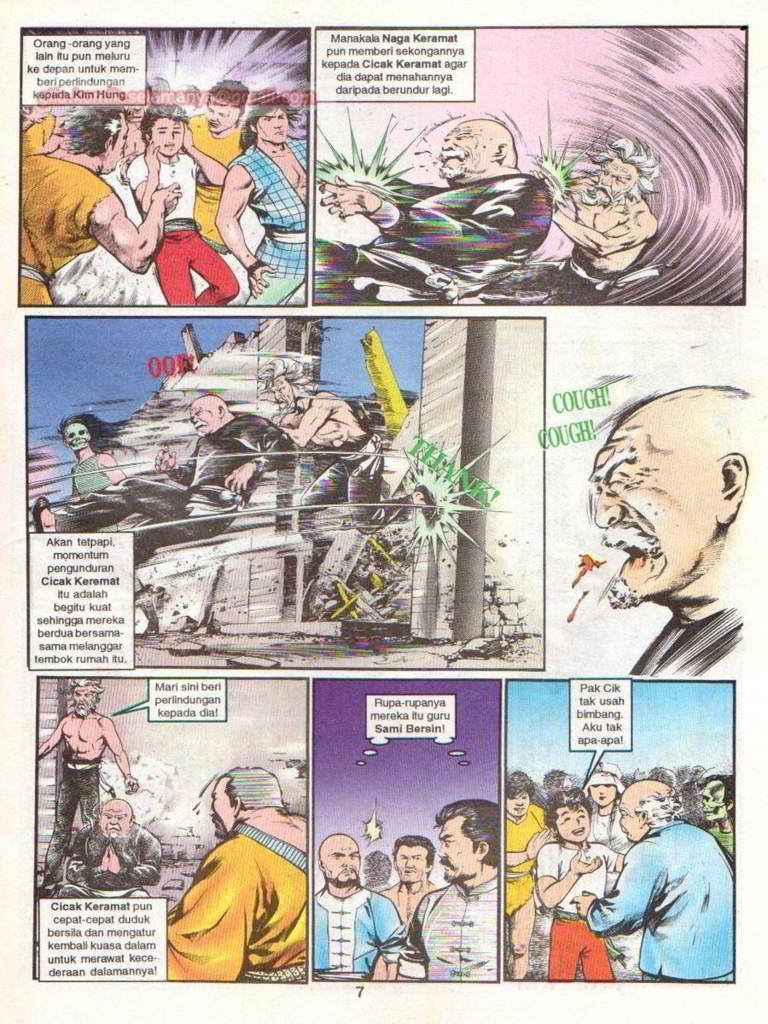 Orang-orang yang
lain itu pun meluru
ke depan untuk mem-
beri perlindungan
kepada Kim Hung.
Manakala Naga Keramat
pun memberi sekongannya
kepada Cicak Keramat agar
dia dapat menahannya
daripada berundur lagi.
OOH!
THANK!
COUGH!
COUGH!
Akan tetpapi,
momentum
pengunduran
Cicak Keremat
itu adalah
begitu kuat
sehingga mereka
berdua bersama-
sama melanggar
tembok rumah itu.
Mari sini beri
perlindungan
kepada dia!
Cicak Keramat pun
cepat-cepat duduk
bersila dan mengatur
kembali kuasa dalam
untuk merawat kece-
deraan dalamannya!
Rupa-rupanya
mereka itu guru
Sami Bersin!
Pak Cik
tak usah
bimbang.
Aku tak
apa-apa!
7